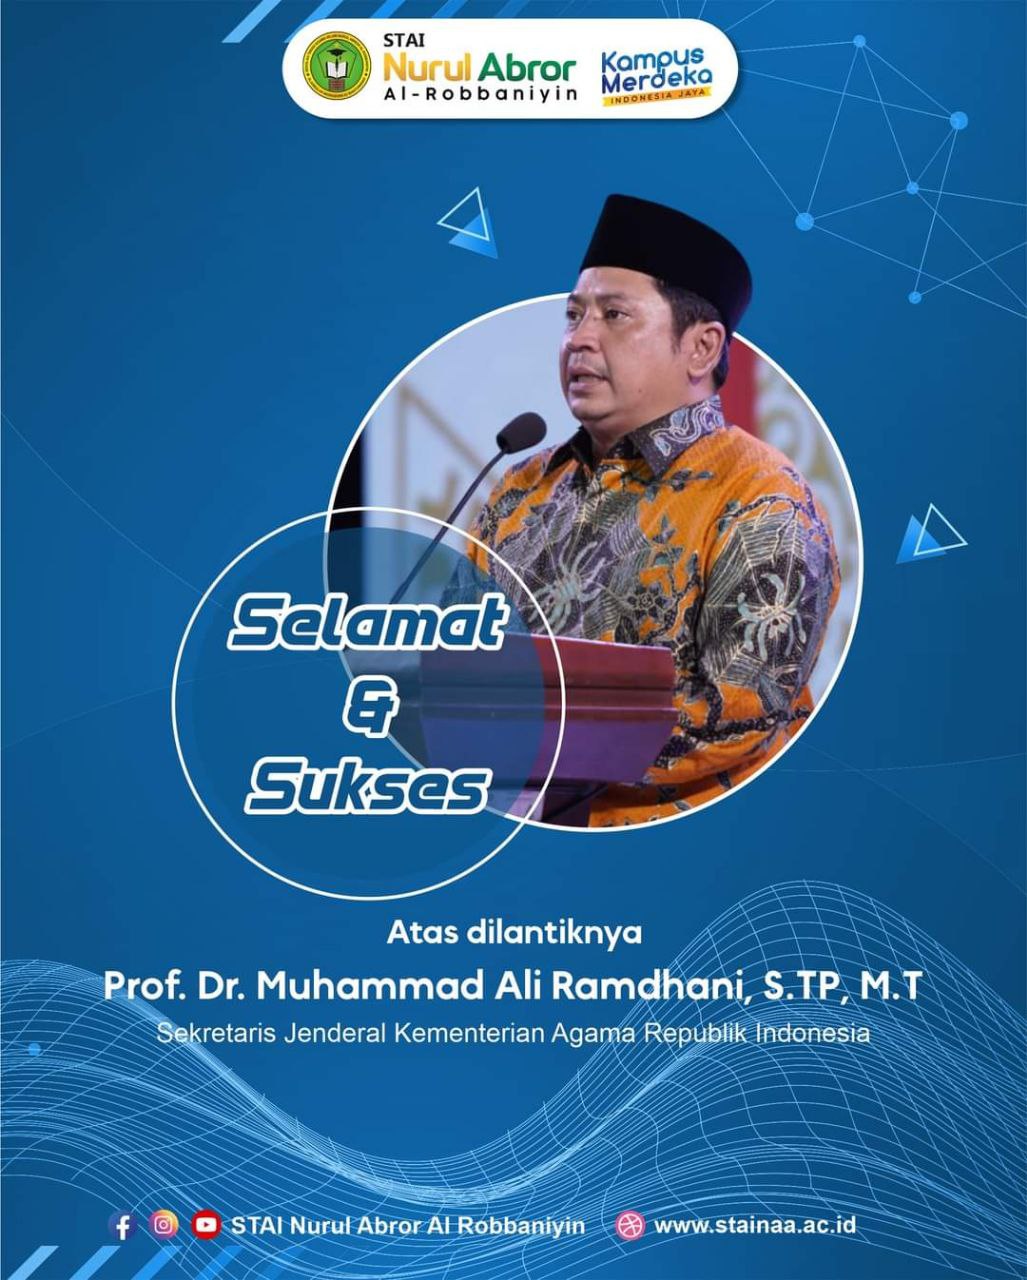 STAI
Nurul Abror
Al-Robbaniyin
Kampus
Merdeka
INDONESIA JAYA
Selamat
&
Sukses
Atas dilantiknya
Prof. Dr. Muhammad Ali Ramdhani, S.TP, M.T
Sekretaris Jenderal Kementerian Agama Republik Indonesia
STAI Nurul Abror Al Robbaniyin
www.stainaa.ac.id